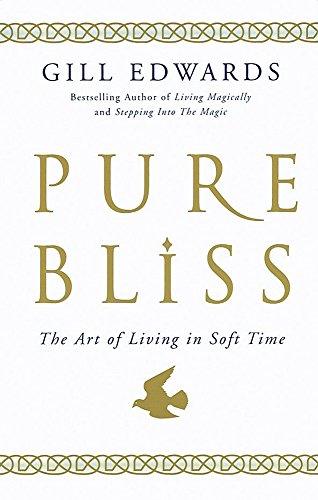 GILL EDWARDS
Bestselling Author of Living Magically
and Stepping Into The Magic
PURE
BLiSS
The Art of Living in Soft Time